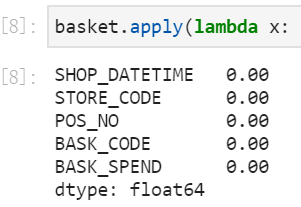 [8]: basket.apply(lambda x:
[8]: SHOP_DATETIME 0.00
STORE_CODE 0.00
POS_NO 0.00
BASK_CODE 0.00
BASK_SPEND 0.00
dtype: float64